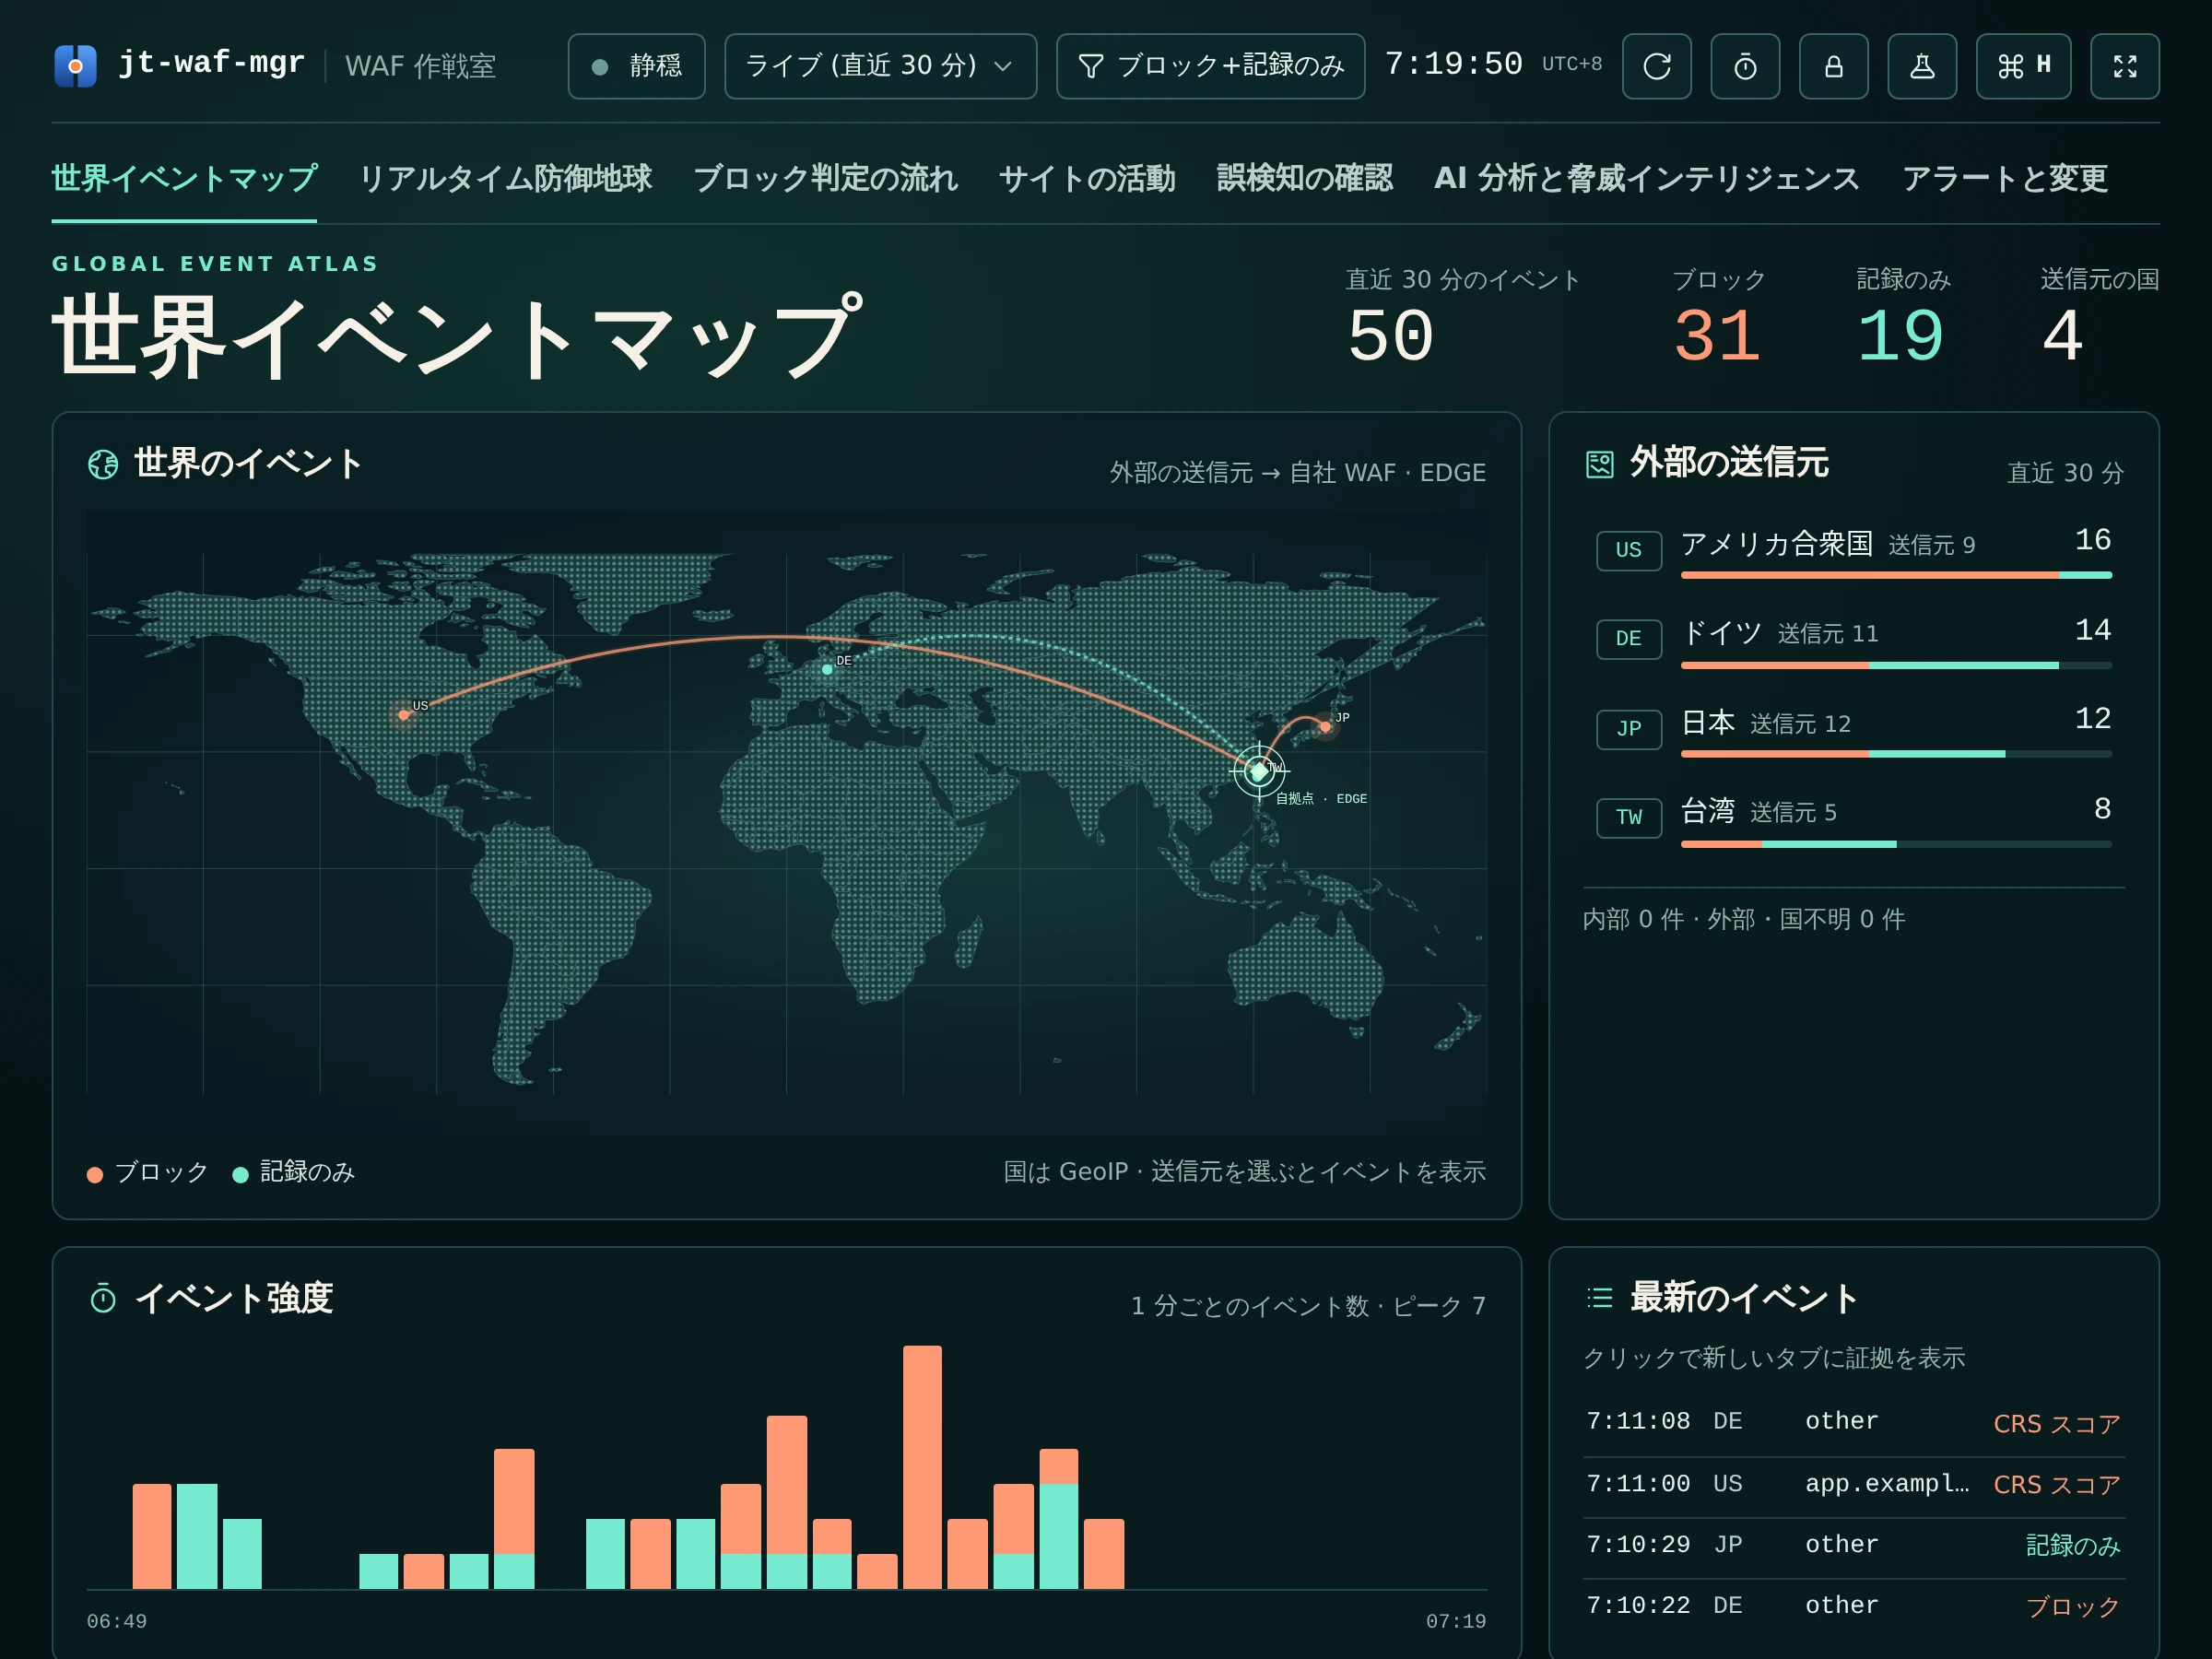 jt-waf-mgr WAF 作戦室 静穏 ライブ (直近 30 分) ブロック+記録のみ 7:19:50 UTC+8 ⌘ H
世界イベントマップ リアルタイム防御地球 ブロック判定の流れ サイトの活動 誤検知の確認 AI 分析と脅威インテリジェンス アラートと変更
GLOBAL EVENT ATLAS
世界イベントマップ
直近 30 分のイベント ブロック 記録のみ 送信元の国
50 31 19 4
世界のイベント
外部の送信元 → 自社 WAF · EDGE
US
DE
JP
TW
自拠点 · EDGE
ブロック 記録のみ
国は GeoIP · 送信元を選ぶとイベントを表示
外部の送信元
直近 30 分
US アメリカ合衆国 送信元 9 16
DE ドイツ 送信元 11 14
JP 日本 送信元 12 12
TW 台湾 送信元 5 8
内部 0 件 · 外部・国不明 0 件
イベント強度
1 分ごとのイベント数 · ピーク 7
06:49 07:19
最新のイベント
クリックで新しいタブに証拠を表示
7:11:08 DE other CRS スコア
7:11:00 US app.exampl… CRS スコア
7:10:29 JP other 記録のみ
7:10:22 DE other ブロック